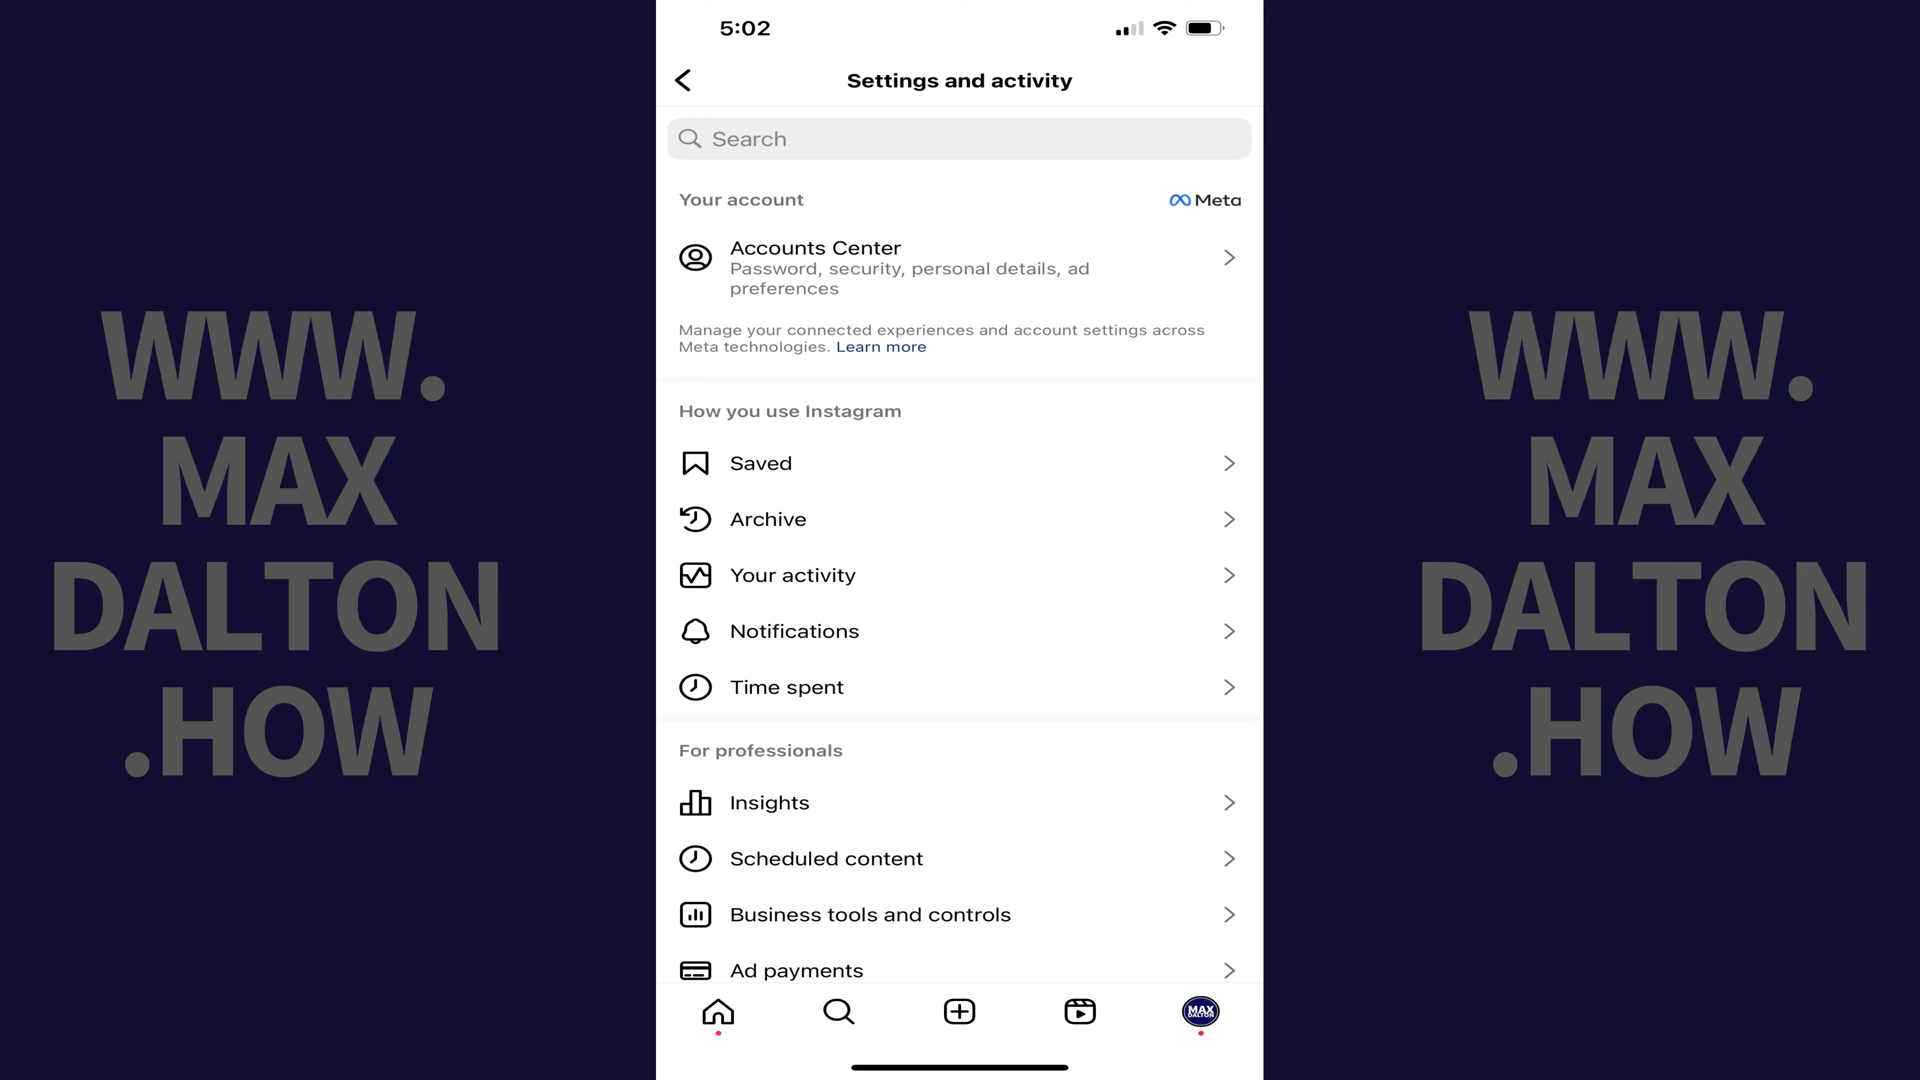 WWW.
MAX
DALTON
.HOW
5:02
Settings and activity
Search
Your account
Meta
Accounts Center
Password, security, personal details, ad
preferences
Manage your connected experiences and account settings across
Meta technologies. Learn more
How you use Instagram
Saved
Archive
Your activity
Notifications
Time spent
For professionals
Insights
Scheduled content
Business tools and controls
Ad payments
MAX
DALTON
WWW.
MAX
DALTON
.HOW